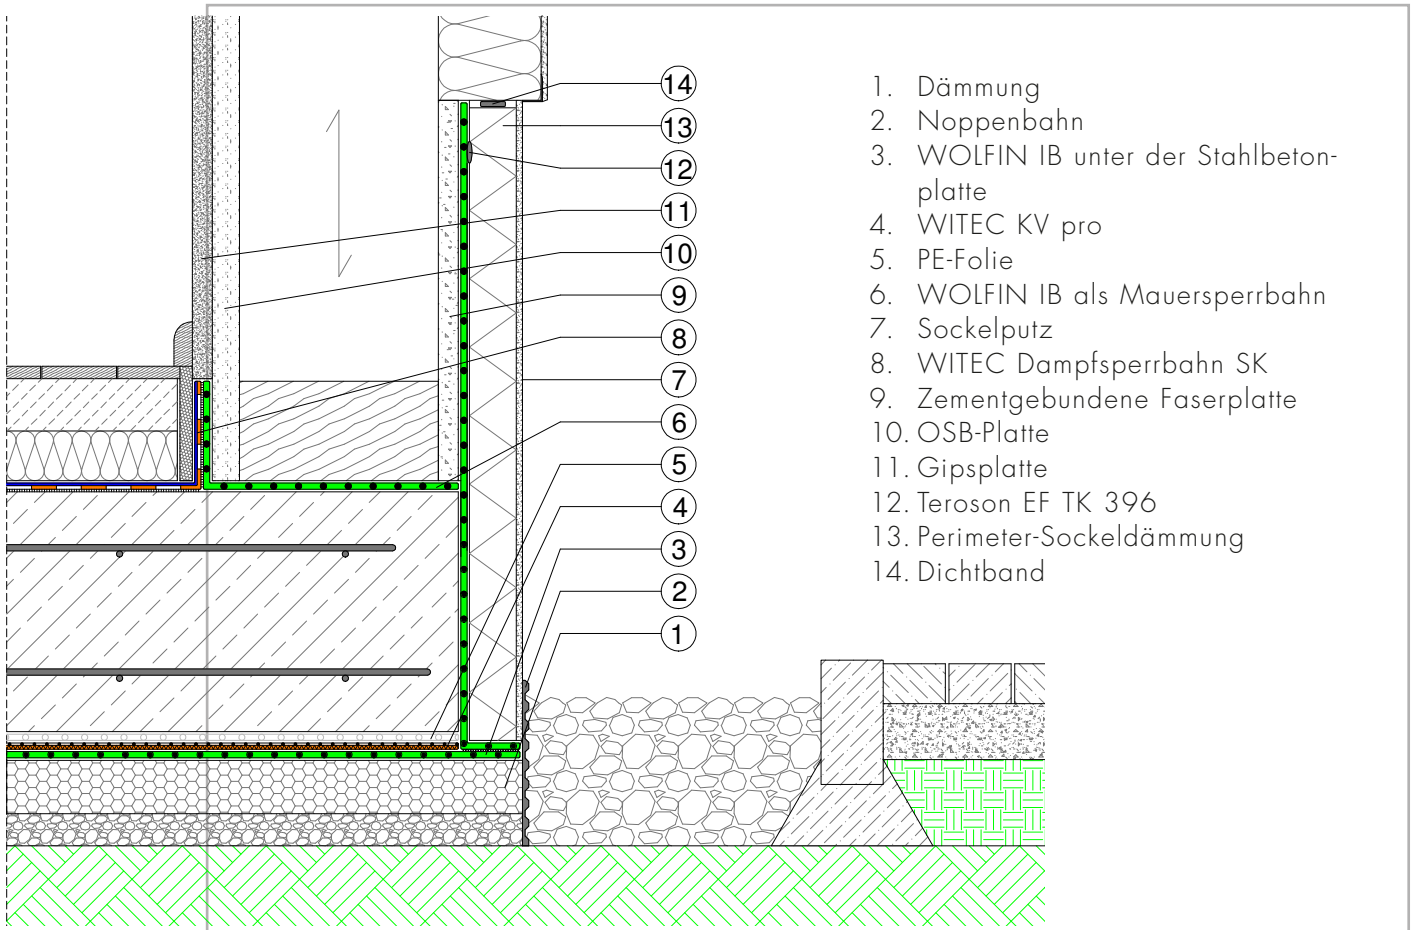 14
13
12
11
10
9
8
7
6
5
4
3
2
1
1. Dämmung
2. Noppenbahn
3. WOLFIN IB unter der Stahlbeton-
platte
4. WITEC KV pro
5. PE-Folie
6. WOLFIN IB als Mauersperrbahn
7. Sockelputz
8. WITEC Dampfsperrbahn SK
9. Zementgebundene Faserplatte
10. OSB-Platte
11. Gipsplatte
12. Teroson EF TK 396
13. Perimeter-Sockeldämmung
14. Dichtband